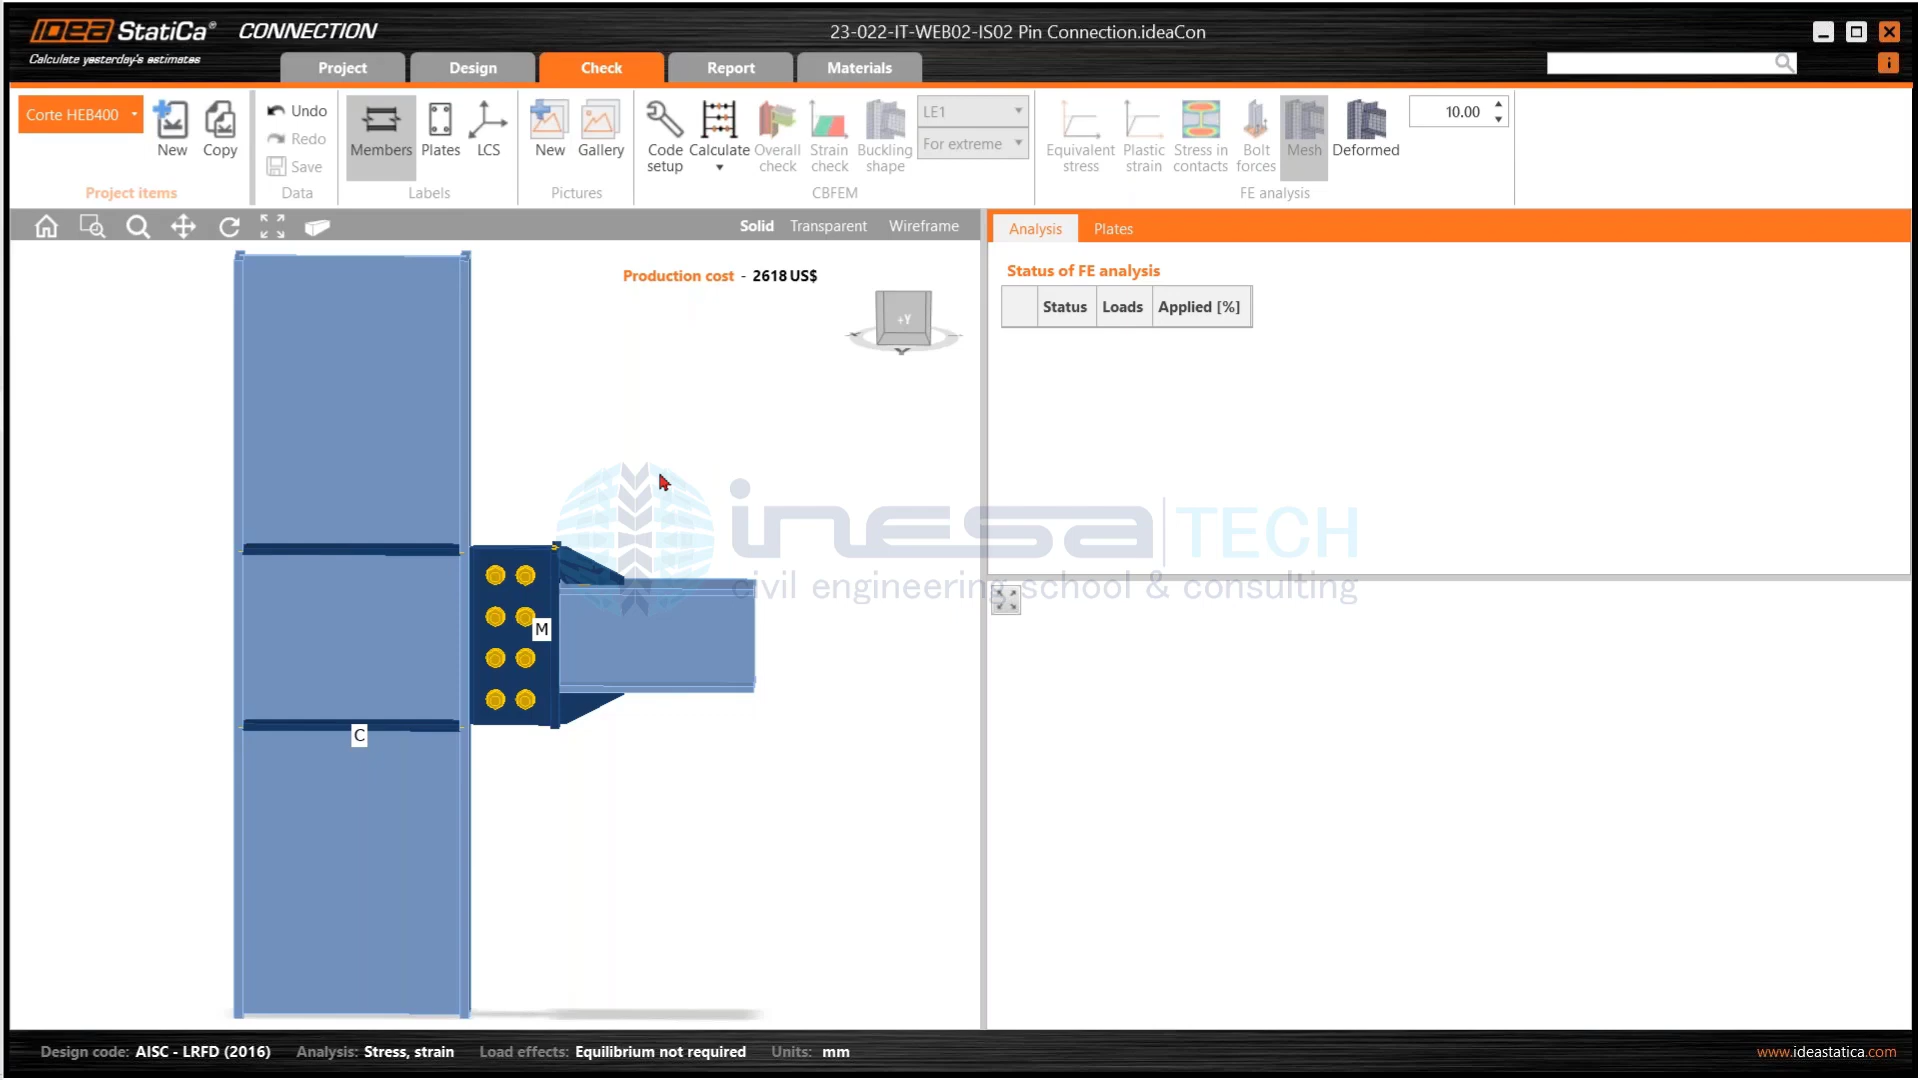 IDEA StatiCa® CONNECTION
Calculate yesterday's estimates
23-022-IT-WEB02-IS02 Pin Connection.ideaCon
Project Design Check Report Materials
i
Corte HEB400
New Copy
Project items
Undo
Redo
Save
Data
Members Plates LCS
Labels
New Gallery
Pictures
Code setup Calculate Overall check Strain check Buckling shape
LE1
For extreme
CBFEM
Equivalent stress Plastic strain Stress in contacts Bolt forces Mesh Deformed
10.00
FE analysis
Solid Transparent Wireframe
Production cost - 2618 US$
+Y
M
C
Analysis Plates
Status of FE analysis
Status Loads Applied [%]
inesa TECH
civil engineering school & consulting
Design code: AISC - LRFD (2016) Analysis: Stress, strain Load effects: Equilibrium not required Units: mm
www.ideastatica.com